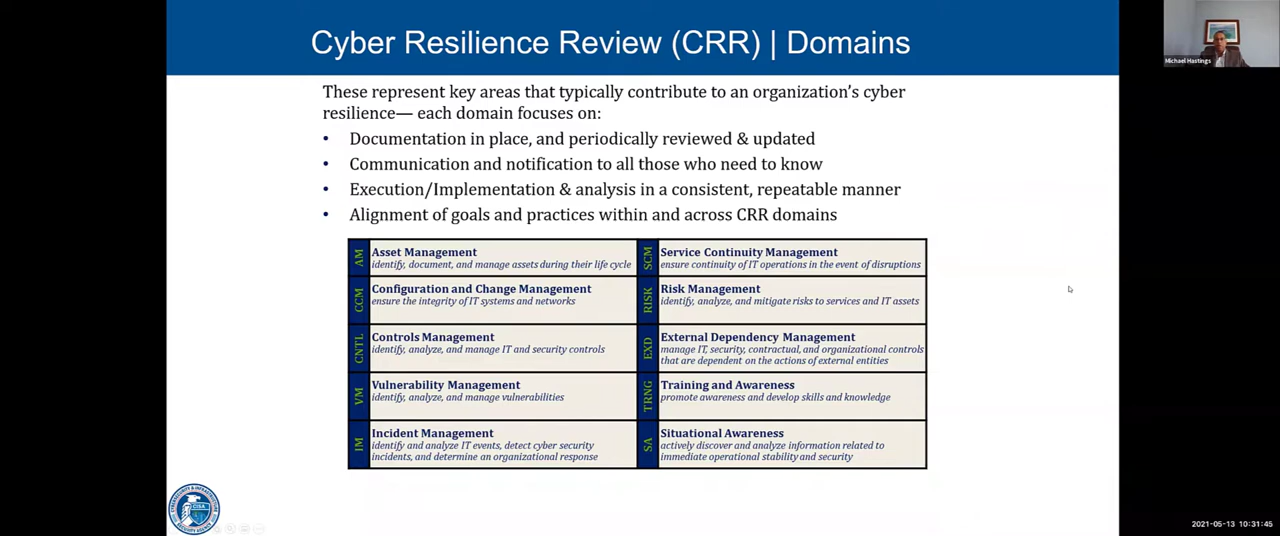 Cyber Resilience Review (CRR) | Domains
Michael Hastings
These represent key areas that typically contribute to an organization's cyber
resilience— each domain focuses on:
• Documentation in place, and periodically reviewed & updated
• Communication and notification to all those who need to know
• Execution/Implementation & analysis in a consistent, repeatable manner
• Alignment of goals and practices within and across CRR domains
AM
Asset Management
identify, document, and manage assets during their life cycle
SCM
Service Continuity Management
ensure continuity of IT operations in the event of disruptions
CCM
Configuration and Change Management
ensure the integrity of IT systems and networks
RISK
Risk Management
identify, analyze, and mitigate risks to services and IT assets
CNTL
Controls Management
identify, analyze, and manage IT and security controls
EXD
External Dependency Management
manage IT, security, contractual, and organizational controls
that are dependent on the actions of external entities
VM
Vulnerability Management
identify, analyze, and manage vulnerabilities
TRNG
Training and Awareness
promote awareness and develop skills and knowledge
IM
Incident Management
identify and analyze IT events, detect cyber security
incidents, and determine an organizational response
SA
Situational Awareness
actively discover and analyze information related to
immediate operational stability and security
CYBERSECURITY & INFRASTRUCTURE
CISA
SECURITY AGENCY
2021-05-13 10:31:45